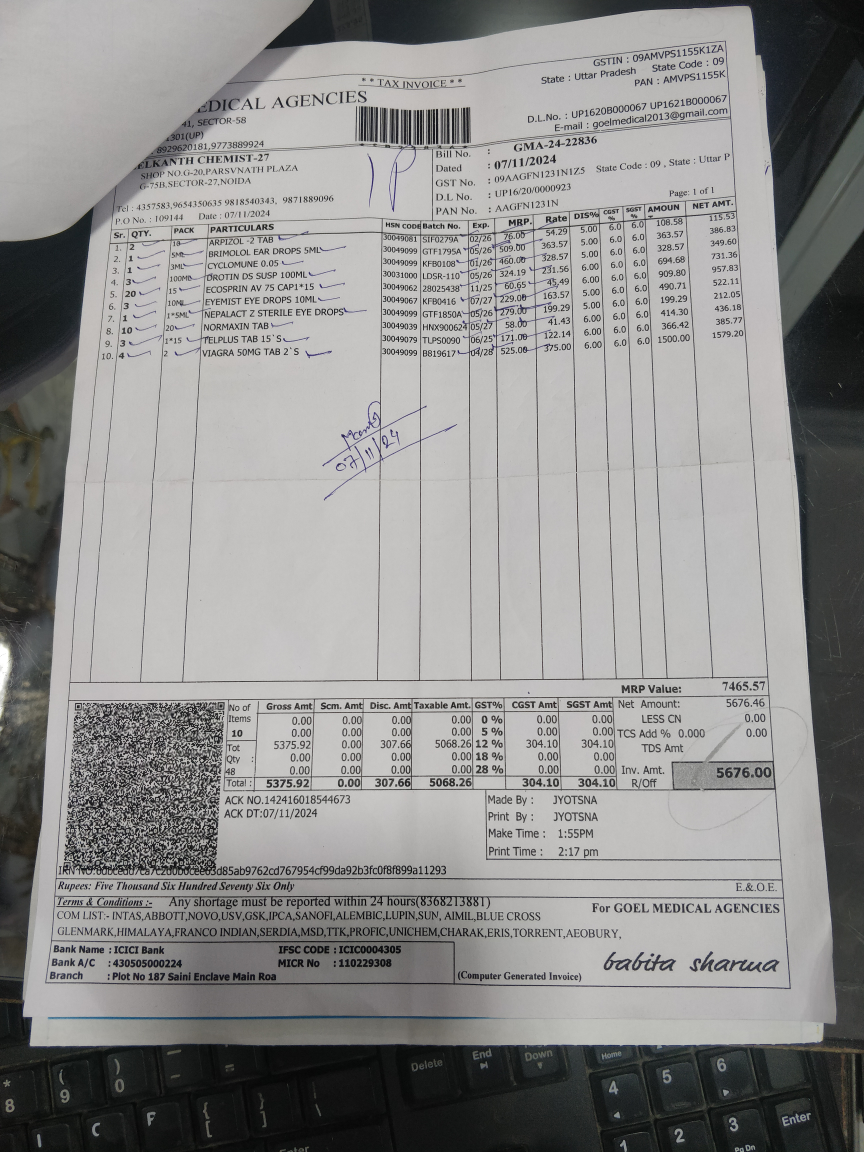 ** TAX INVOICE **
GSTIN : 09AMVPS1155K1ZA
State : Uttar Pradesh State Code : 09
PAN : AMVPS1155K
EDICAL AGENCIES
41, SECTOR-58
301(UP)
8929620181,9773889924
D.L.No. : UP1620B000067 UP1621B000067
E-mail : goelmedical2013@gmail.com
ELKANTH CHEMIST-27
SHOP NO.G-20,PARSVNATH PLAZA
G-75B,SECTOR-27,NOIDA
Tel : 4357583,9654350635 9818540343, 9871889096
P.O No. : 109144 Date : 07/11/2024
Bill No. : GMA-24-22836
Dated : 07/11/2024
GST No. : 09AAGFN1231N1Z5 State Code : 09 , State : Uttar P
D.L No. : UP16/20/0000923
PAN No. : AAGFN1231N
Page: 1 of 1
Sr. QTY. PACK PARTICULARS HSN CODE Batch No. Exp. MRP. Rate DIS% CGST % SGST % AMOUN NET AMT.
1. 2 10 ARPIZOL -2 TAB 30049081 SIF0279A 02/26 76.00 54.29 5.00 6.0 6.0 108.58 115.53
2. 1 5ML BRIMOLOL EAR DROPS 5ML 30049099 GTF1795A 05/26 509.00 363.57 5.00 6.0 6.0 363.57 386.83
3. 1 3ML CYCLOMUNE 0.05 30049099 KFB0108 01/26 460.00 328.57 5.00 6.0 6.0 328.57 349.60
4. 3 100MB DROTIN DS SUSP 100ML 30031000 LDSR-110 05/26 324.19 231.56 5.00 6.0 6.0 694.68 731.36
5. 20 15 ECOSPRIN AV 75 CAP1*15 30049062 28025438 11/25 60.65 45.49 6.00 6.0 6.0 909.80 957.83
6. 3 10ML EYEMIST EYE DROPS 10ML 30049067 KFB0416 07/27 229.00 163.57 5.00 6.0 6.0 490.71 522.11
7. 1 1*5ML NEPALACT Z STERILE EYE DROPS 30049099 GTF1850A 05/26 279.00 199.29 5.00 6.0 6.0 199.29 212.05
8. 10 20 NORMAXIN TAB 30049039 HNX900624 05/27 58.00 41.43 6.00 6.0 6.0 414.30 436.18
9. 3 1*15 TELPLUS TAB 15`S 30049079 TLPS0090 06/25 171.00 122.14 6.00 6.0 6.0 366.42 385.77
10. 4 2 VIAGRA 50MG TAB 2`S 30049099 B819617 04/28 525.00 375.00 6.00 6.0 6.0 1500.00 1579.20
07/11/24
MRP Value: 7465.57
No of Items 10 Tot Qty : 48
Gross Amt Scm. Amt Disc. Amt Taxable Amt. GST% CGST Amt SGST Amt
0.00 0.00 0.00 0.00 0 % 0.00 0.00
0.00 0.00 0.00 0.00 5 % 0.00 0.00
5375.92 0.00 307.66 5068.26 12 % 304.10 304.10
0.00 0.00 0.00 0.00 18 % 0.00 0.00
0.00 0.00 0.00 0.00 28 % 0.00 0.00
Total : 5375.92 0.00 307.66 5068.26 304.10 304.10
Net Amount: 5676.46
LESS CN 0.00
TCS Add % 0.000 0.00
TDS Amt
Inv. Amt. 5676.00
R/Off
ACK NO.142416018544673
ACK DT:07/11/2024
Made By : JYOTSNA
Print By : JYOTSNA
Make Time : 1:55PM
Print Time : 2:17 pm
Rupees: Five Thousand Six Hundred Seventy Six Only
E.& O.E.
Terms & Conditions :- Any shortage must be reported within 24 hours(8368213881)
COM LIST:- INTAS,ABBOTT,NOVO,USV,GSK,IPCA,SANOFI,ALEMBIC,LUPIN,SUN, AIMIL,BLUE CROSS
GLENMARK,HIMALAYA,FRANCO INDIAN,SERDIA,MSD,TTK,PROFIC,UNICHEM,CHARAK,ERIS,TORRENT,AEOBURY,
For GOEL MEDICAL AGENCIES
Bank Name : ICICI Bank IFSC CODE : ICIC0004305
Bank A/C : 430505000224 MICR No : 110229308
Branch : Plot No 187 Saini Enclave Main Roa
(Computer Generated Invoice)
babita sharma
Delete End Down Home
* 8 ( 9 ) 0 4 5 6
C F Enter 1 2 3 PgDn Enter